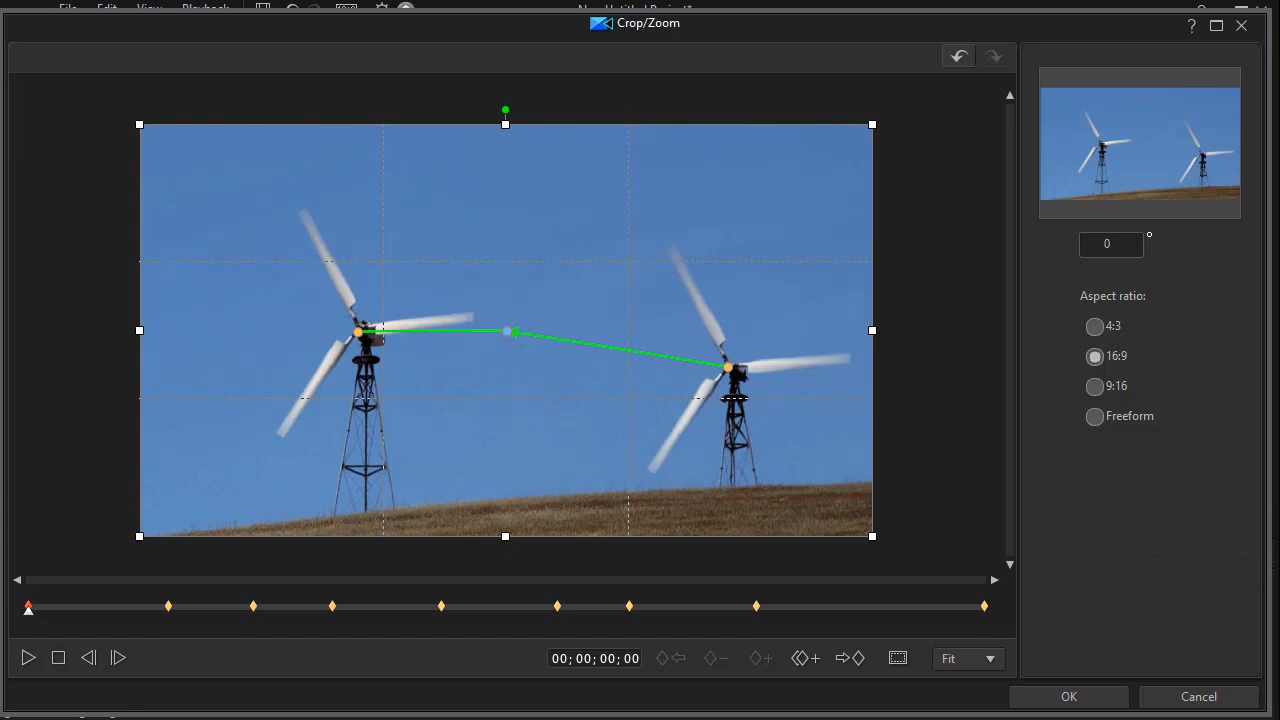 Crop/Zoom
?
0
Aspect ratio:
4:3
16:9
9:16
Freeform
00; 00; 00; 00
Fit
OK
Cancel